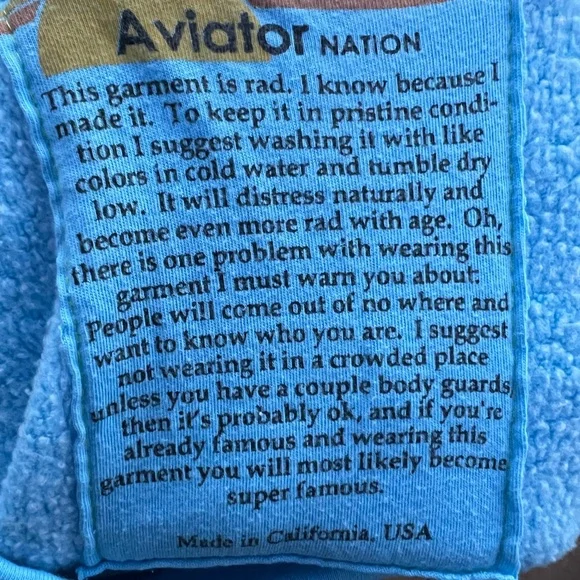 Aviator NATION
This garment is rad. I know because I
made it. To keep it in pristine condi-
tion I suggest washing it with like
colors in cold water and tumble dry
low. It will distress naturally and
become even more rad with age. Oh,
there is one problem with wearing this
garment I must warn you about:
People will come out of no where and
want to know who you are. I suggest
not wearing it in a crowded place
unless you have a couple body guards,
then it's probably ok, and if you're
already famous and wearing this
garment you will most likely become
super famous.
Made in California, USA